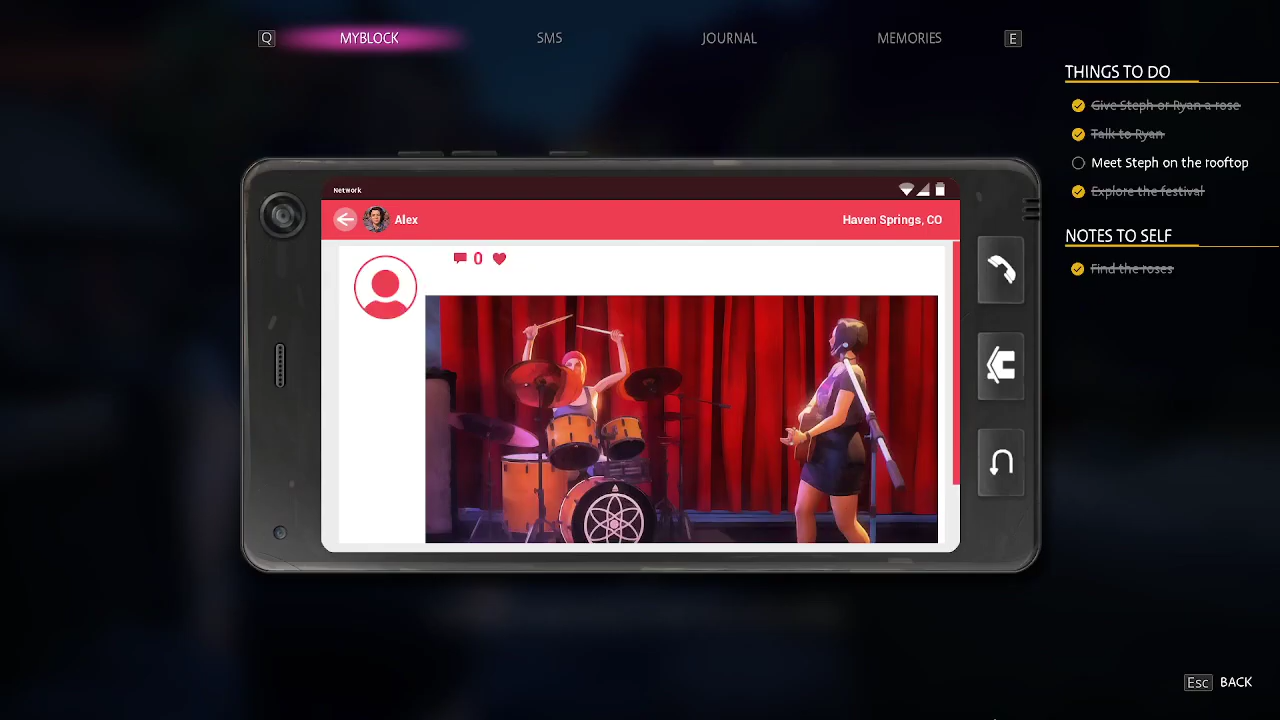 Q MYBLOCK SMS JOURNAL MEMORIES E
THINGS TO DO
Give Steph or Ryan a rose
Talk to Ryan
Meet Steph on the rooftop
Explore the festival
NOTES TO SELF
Find the roses
Network
Alex Haven Springs, CO
0
Esc BACK